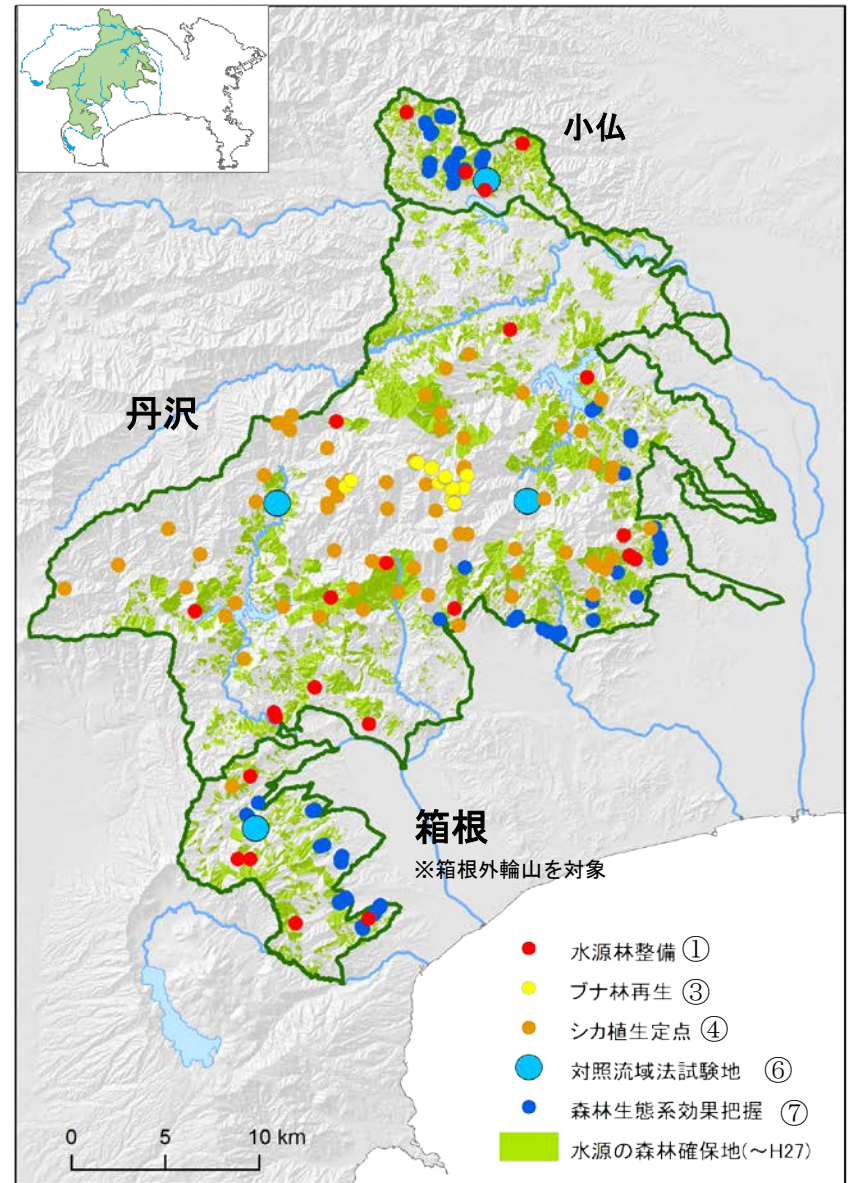 小仏
丹沢
箱根
※箱根外輪山を対象
水源林整備 ①
ブナ林再生 ③
シカ植生定点 ④
対照流域法試験地 ⑥
森林生態系効果把握 ⑦
水源の森林確保地(～H27)
0 5 10 km